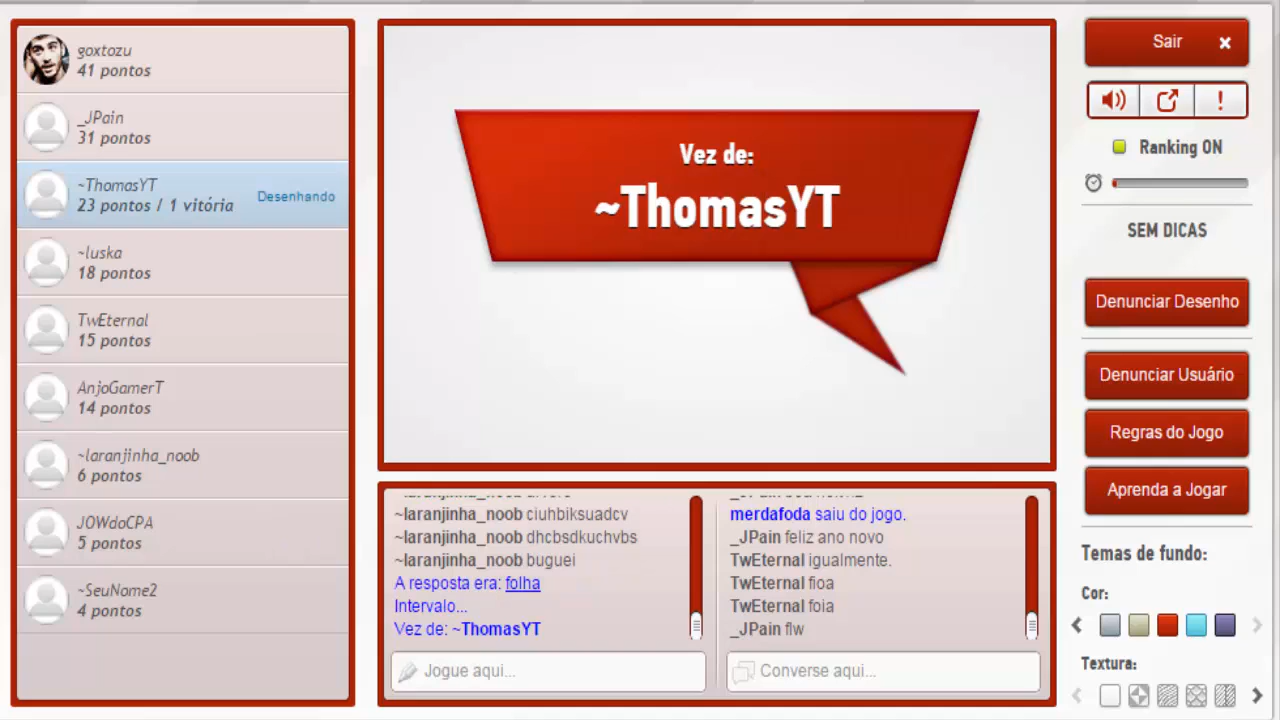 goxtozu
41 pontos
_JPain
31 pontos
~ThomasYT
23 pontos / 1 vitória
Desenhando
~luska
18 pontos
TwEternal
15 pontos
AnjoGamerT
14 pontos
~laranjinha_noob
6 pontos
JOWdoCPA
5 pontos
~SeuName2
4 pontos
Vez de:
~ThomasYT
~laranjinha_noob ciuhbiksuadcv
~laranjinha_noob dhcbsdkuchvbs
~laranjinha_noob buguei
A resposta era: folha
Intervalo...
Vez de: ~ThomasYT
Jogue aqui...
merdafoda saiu do jogo.
_JPain feliz ano novo
TwEternal igualmente.
TwEternal fioa
TwEternal foia
_JPain flw
Converse aqui...
Sair
Ranking ON
SEM DICAS
Denunciar Desenho
Denunciar Usuário
Regras do Jogo
Aprenda a Jogar
Temas de fundo:
Cor:
Textura: